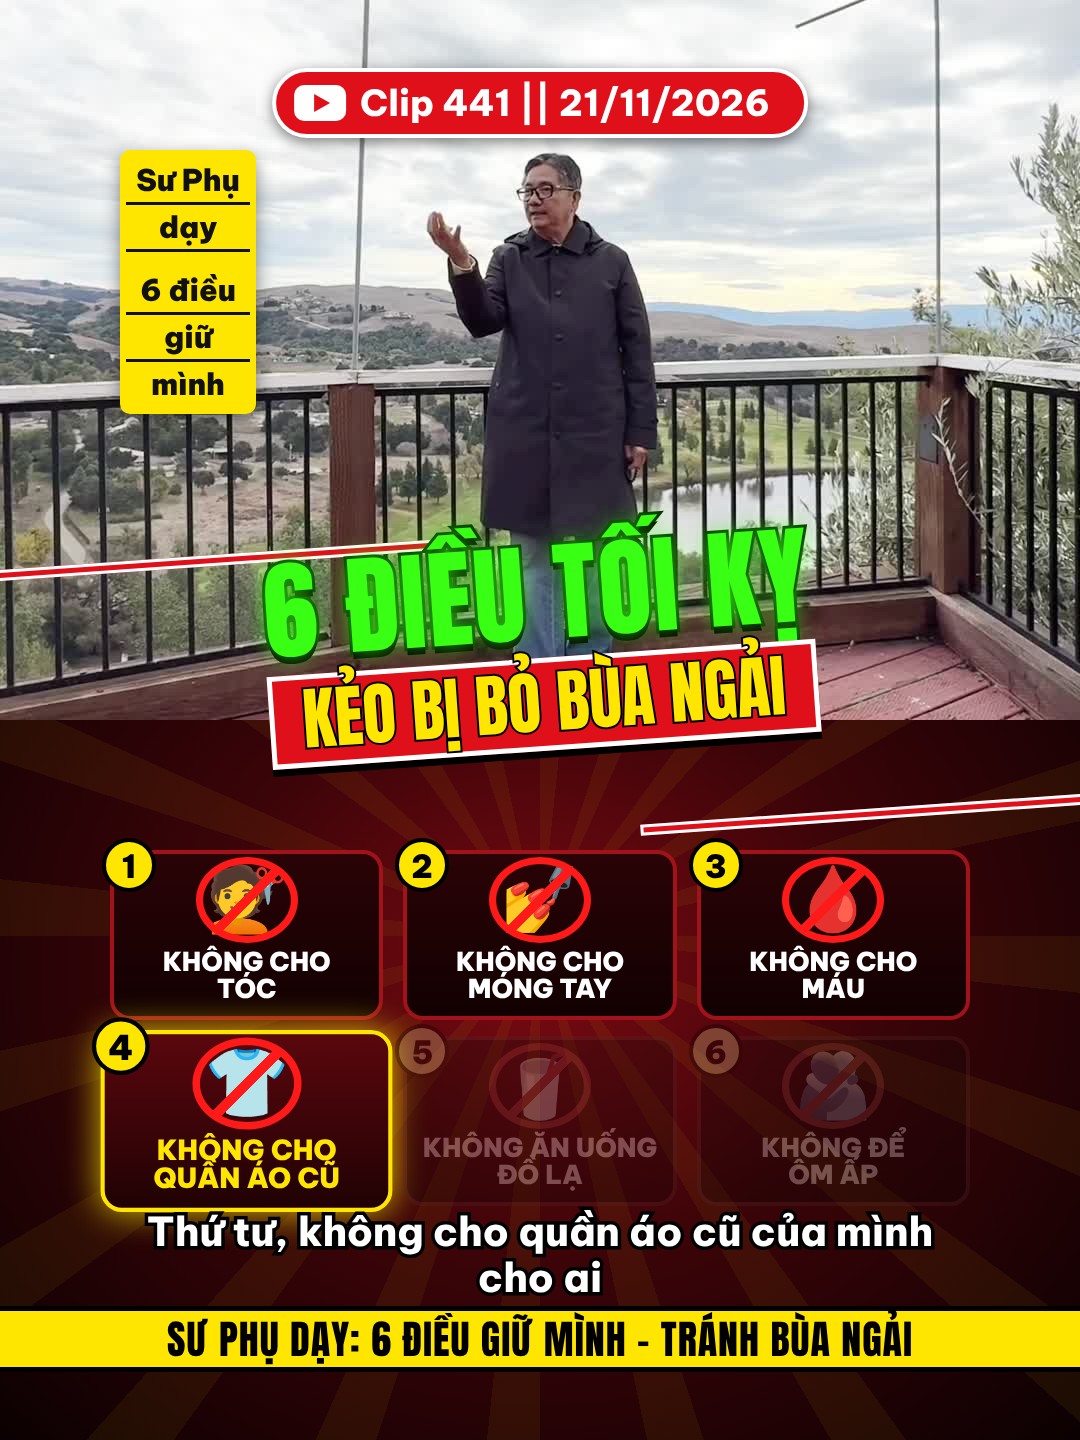 Clip 441 || 21/11/2026
Sư Phụ
dạy
6 điều
giữ
mình
6 ĐIỀU TỐI KỴ
KẺO BỊ BỎ BÙA NGẢI
1
KHÔNG CHO
TÓC
2
KHÔNG CHO
MÓNG TAY
3
KHÔNG CHO
MÁU
4
KHÔNG CHO
QUẦN ÁO CŨ
5
KHÔNG ĂN UỐNG
ĐỒ LẠ
6
KHÔNG ĐỂ
ÔM ẤP
Thứ tư, không cho quần áo cũ của mình
cho ai
SƯ PHỤ DẠY: 6 ĐIỀU GIỮ MÌNH - TRÁNH BÙA NGẢI